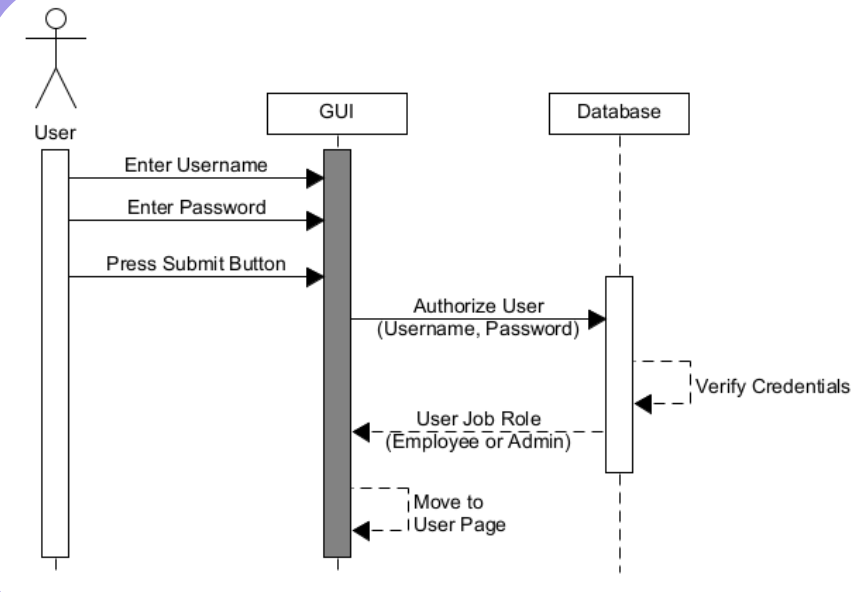 User
GUI
Database
Enter Username
Enter Password
Press Submit Button
Authorize User
(Username, Password)
Verify Credentials
User Job Role
(Employee or Admin)
Move to
User Page